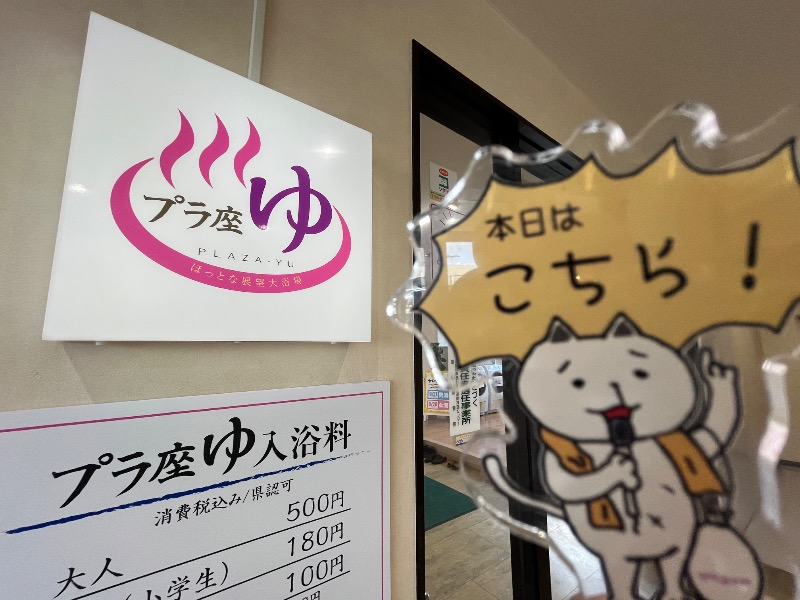 プラ座ゆ
PLAZA-YU
ほっとな展望大浴場
本日は
こちら！
プラ座ゆ入浴料
消費税込み/県認可
大人 500円
(小学生) 180円
100円
円